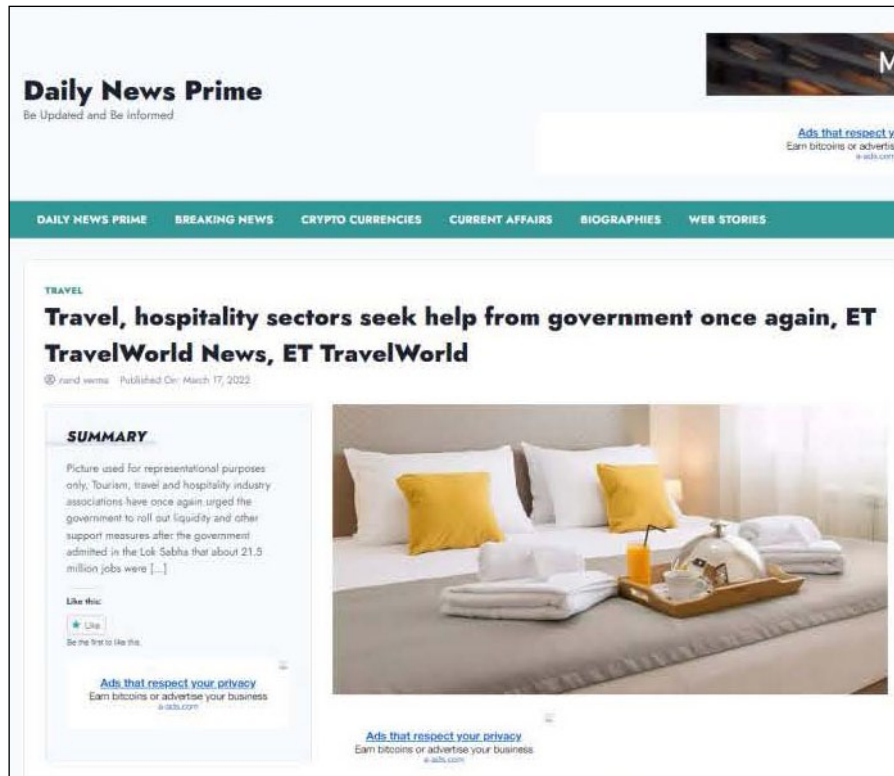 Daily News Prime
Be Updated and Be Informed
M
Ads that respect y
Earn bitcoins or advertis
a-ads.com
DAILY NEWS PRIME BREAKING NEWS CRYPTO CURRENCIES CURRENT AFFAIRS BIOGRAPHIES WEB STORIES
TRAVEL
Travel, hospitality sectors seek help from government once again, ET
TravelWorld News, ET TravelWorld
nand verma Published On: March 17, 2022
SUMMARY
Picture used for representational purposes
only, Tourism, travel and hospitality industry
associations have once again urged the
government to roll out liquidity and other
support measures after the government
admitted in the Lok Sabha that about 21.5
million jobs were [...]
Like this:
Like
Be the first to like this.
Ads that respect your privacy
Earn bitcoins or advertise your business
a-ads.com
Ads that respect your privacy
Earn bitcoins or advertise your business
a-ads.com